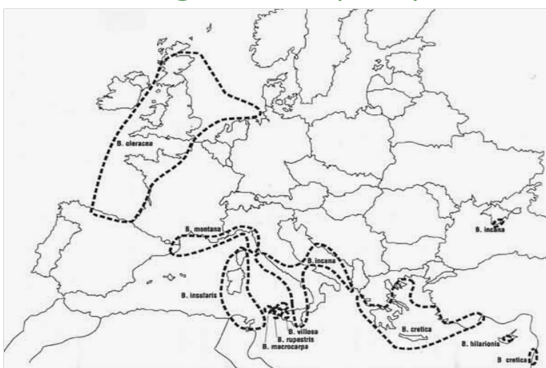 B. oleracea
B. montana
B. incana
B. incana
B. insularis
B. villosa
B. rupestris
B. macrocarpa
B. cretica
B. hilarionis
B cretica